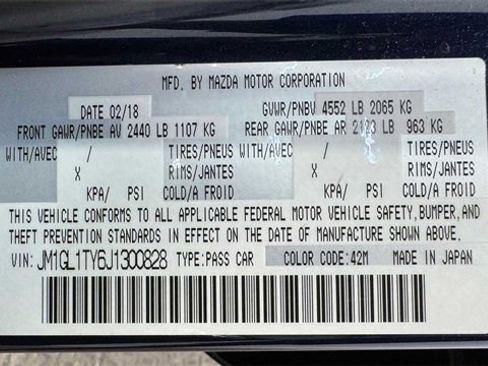 MFD. BY MAZDA MOTOR CORPORATION
DATE 02/18 GVWR/PNBV 4552 LB 2065 KG
FRONT GAWR/PNBE AV 2440 LB 1107 KG REAR GAWR/PNBE AR 2123 LB 963 KG
WITH/AVEC / TIRES/PNEUS WITH/AVEC / TIRES/PNEUS
X RIMS/JANTES X RIMS/JANTES
KPA/ PSI COLD/A FROID KPA/ PSI COLD/A FROID
THIS VEHICLE CONFORMS TO ALL APPLICABLE FEDERAL MOTOR VEHICLE SAFETY, BUMPER, AND
THEFT PREVENTION STANDARDS IN EFFECT ON THE DATE OF MANUFACTURE SHOWN ABOVE.
VIN: JM1GL1TY6J1300828 TYPE:PASS CAR COLOR CODE:42M MADE IN JAPAN